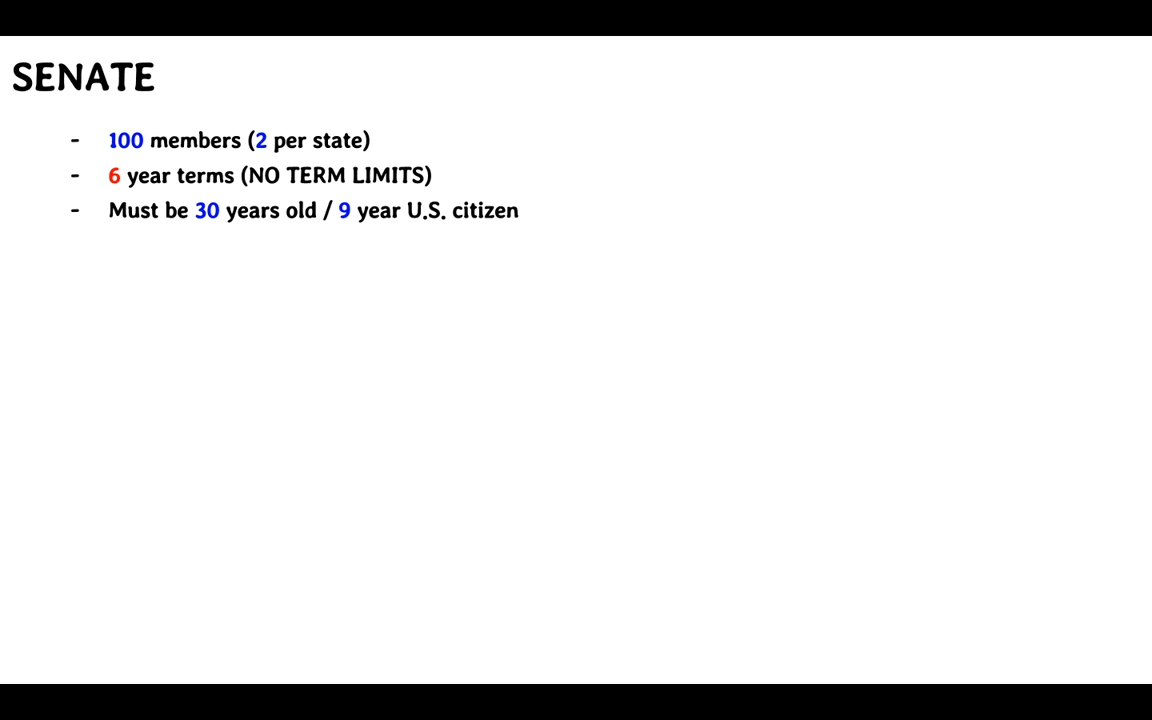 SENATE
- 100 members (2 per state)
- 6 year terms (NO TERM LIMITS)
- Must be 30 years old / 9 year U.S. citizen